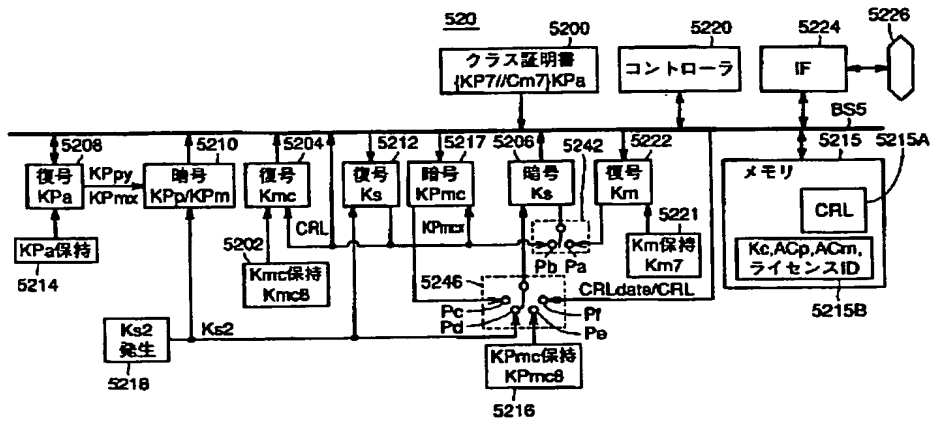 520
5200
クラス証明書
{KP7//Cm7}KPa
5220
コントローラ
5224
IF
5226
BS5
5208
復号
KPa
KPpy
KPmx
5210
暗号
KPp/KPm
5204
復号
Kmc
5212
復号
Ks
5217
暗号
KPmc
5206
暗号
Ks
5242
5222
復号
Km
5215
5215A
メモリ
CRL
Kc,ACp,ACm,
ライセンスID
5215B
CRL
KPmcx
Pb
Pa
5221
Km保持
Km7
KPa保持
5214
5202
Kmc保持
Kmc8
5246
Pc
Pd
Pf
Pe
CRLdate/CRL
Ks2
発生
5218
Ks2
KPmc保持
KPmc8
5216